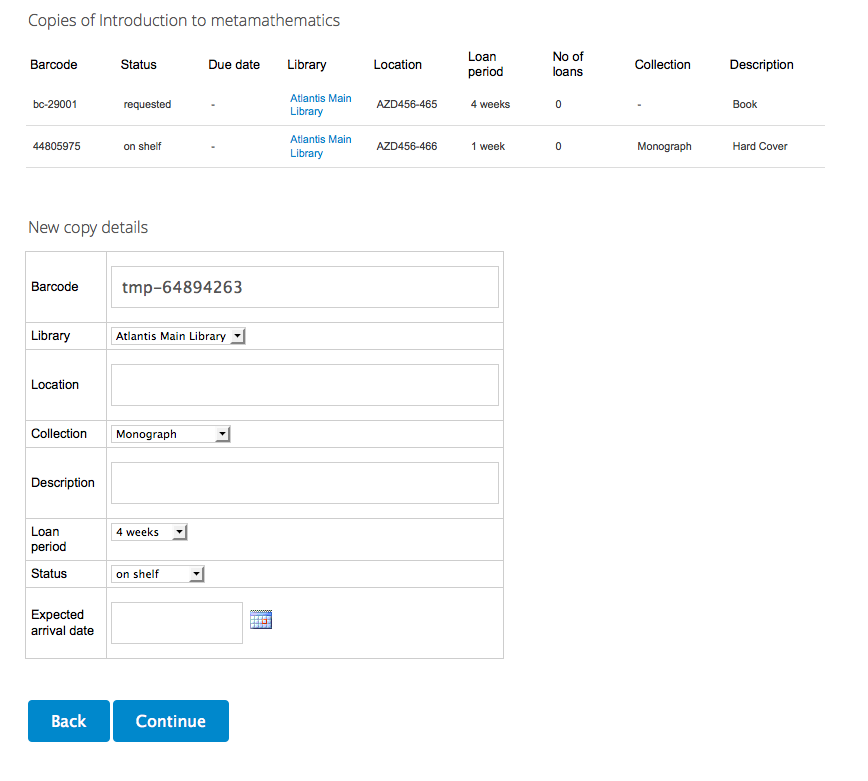 Copies of Introduction to metamathematics
Barcode Status Due date Library Location Loan period No of loans Collection Description
bc-29001 requested - Atlantis Main Library AZD456-465 4 weeks 0 - Book
44805975 on shelf - Atlantis Main Library AZD456-466 1 week 0 Monograph Hard Cover
New copy details
Barcode tmp-64894263
Library Atlantis Main Library
Location
Collection Monograph
Description
Loan period 4 weeks
Status on shelf
Expected arrival date
Back Continue